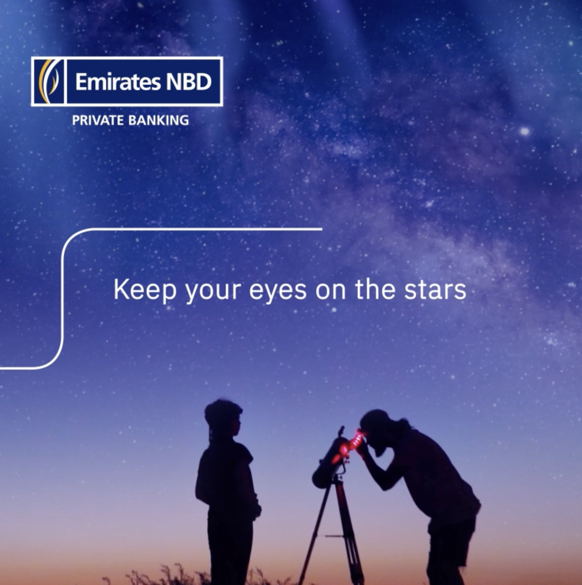 Emirates NBD
PRIVATE BANKING
Keep your eyes on the stars